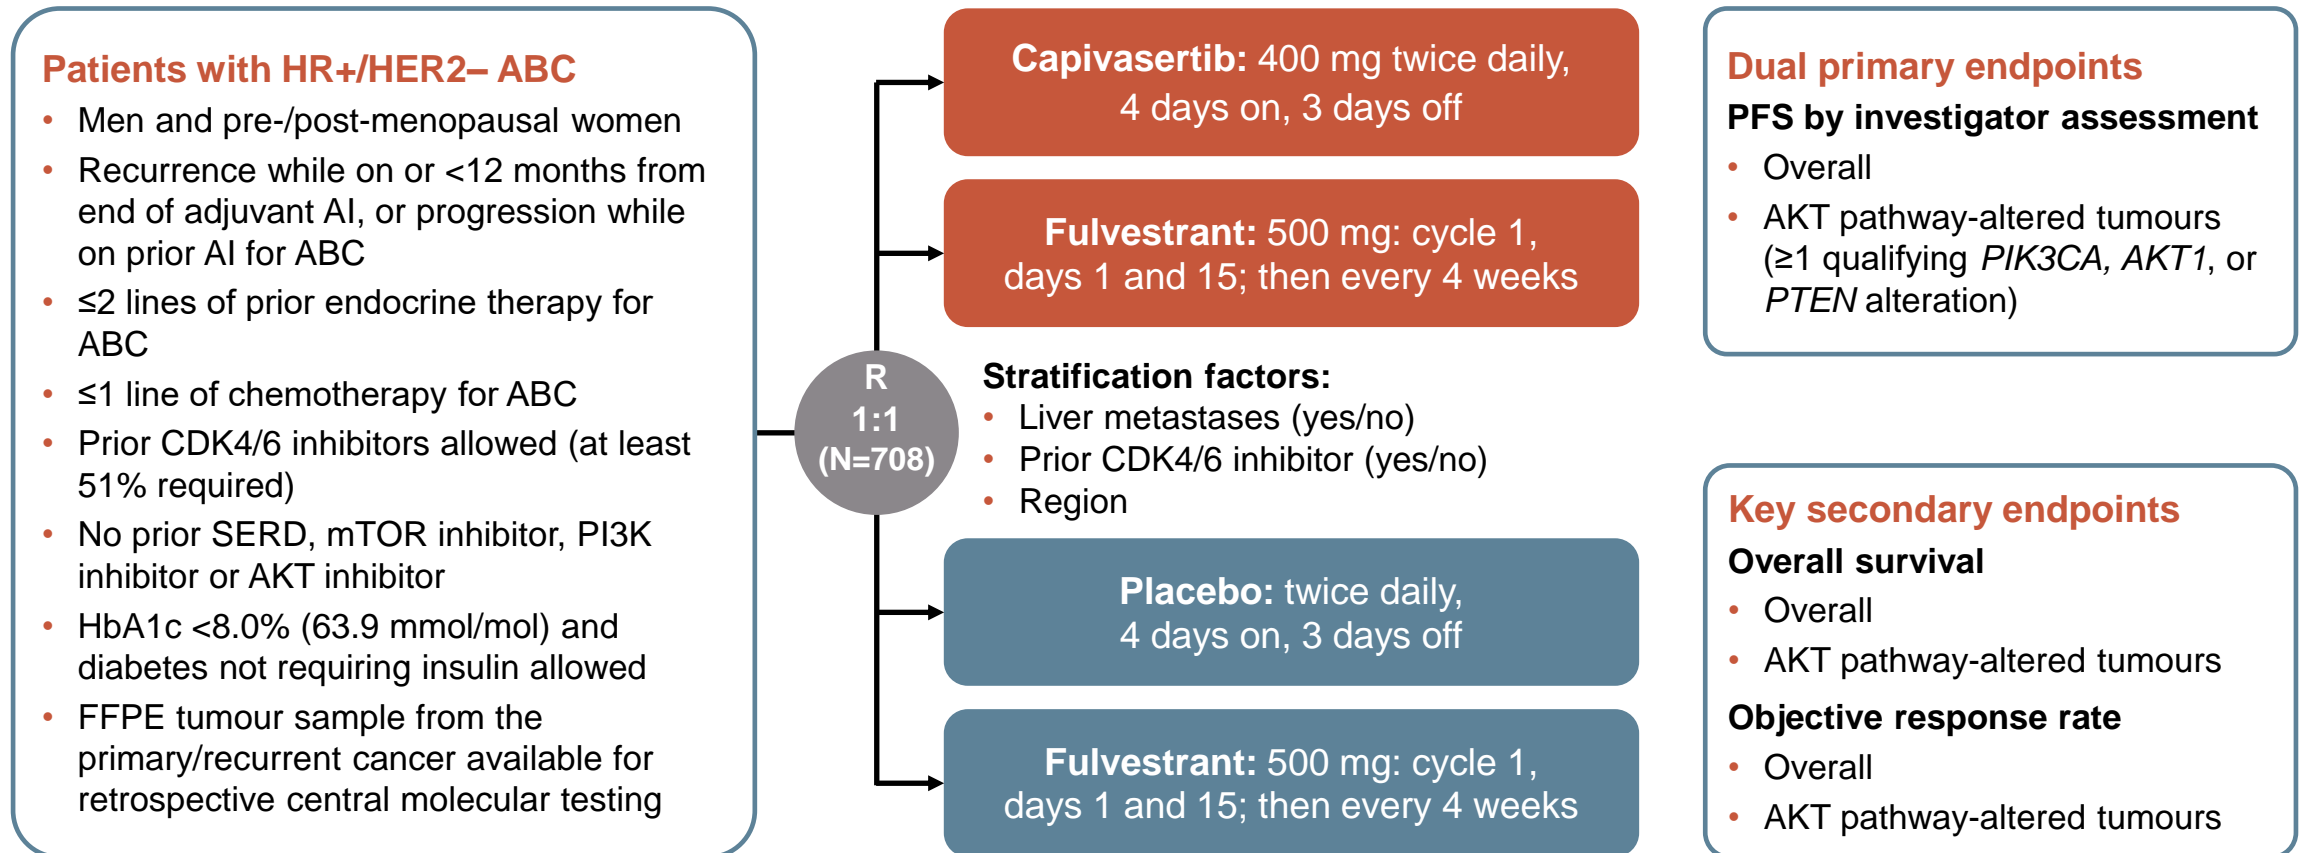 Patients with HR+/HER2– ABC
• Men and pre-/post-menopausal women
• Recurrence while on or <12 months from
end of adjuvant AI, or progression while
on prior AI for ABC
• ≤2 lines of prior endocrine therapy for
ABC
• ≤1 line of chemotherapy for ABC
• Prior CDK4/6 inhibitors allowed (at least
51% required)
• No prior SERD, mTOR inhibitor, PI3K
inhibitor or AKT inhibitor
• HbA1c <8.0% (63.9 mmol/mol) and
diabetes not requiring insulin allowed
• FFPE tumour sample from the
primary/recurrent cancer available for
retrospective central molecular testing
R
1:1
(N=708)
Capivasertib: 400 mg twice daily,
4 days on, 3 days off
Fulvestrant: 500 mg: cycle 1,
days 1 and 15; then every 4 weeks
Stratification factors:
• Liver metastases (yes/no)
• Prior CDK4/6 inhibitor (yes/no)
• Region
Placebo: twice daily,
4 days on, 3 days off
Fulvestrant: 500 mg: cycle 1,
days 1 and 15; then every 4 weeks
Dual primary endpoints
PFS by investigator assessment
• Overall
• AKT pathway-altered tumours
(≥1 qualifying PIK3CA, AKT1, or
PTEN alteration)
Key secondary endpoints
Overall survival
• Overall
• AKT pathway-altered tumours
Objective response rate
• Overall
• AKT pathway-altered tumours